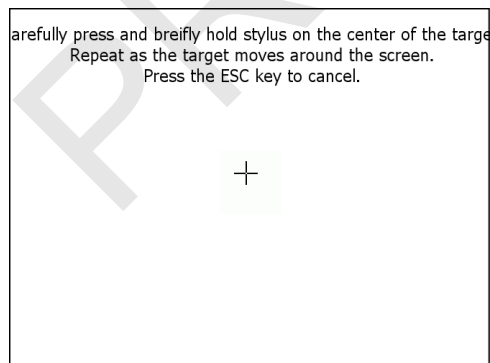 arefully press and breifly hold stylus on the center of the targe
Repeat as the target moves around the screen.
Press the ESC key to cancel.